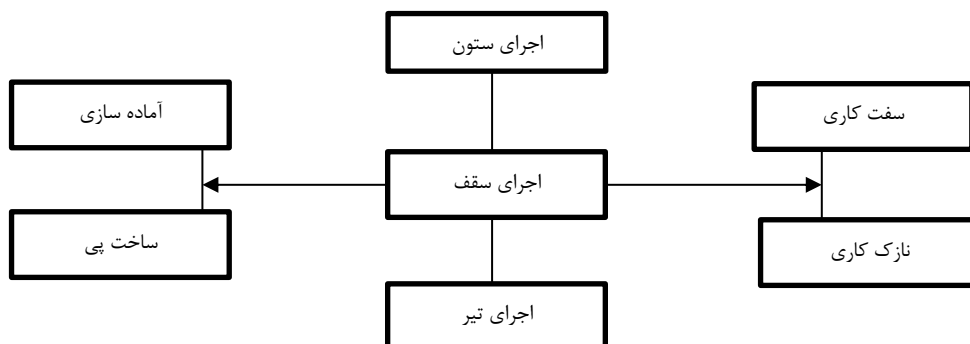 اجرای ستون
سفت کاری
آماده سازی
اجرای سقف
نازک کاری
ساخت پی
اجرای تیر